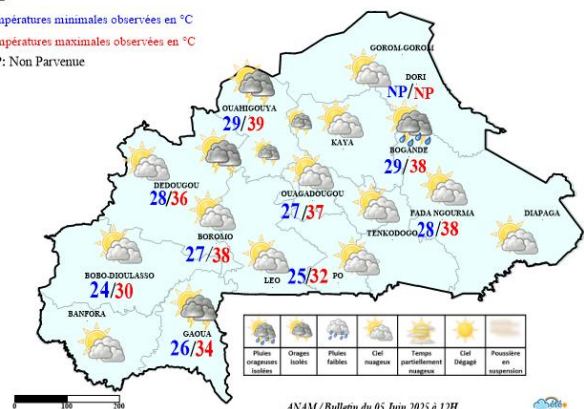 mpératures minimales observées en °C
mpératures maximales observées en °C
: Non Parvenue
GOROM-GOROM
DORI
NP/NP
OUAHIGOUYA
29/39
KAYA
BOGANDE
29/38
DEDOUGOU
28/36
OUAGADOUGOU
27/37
FADA NGOURMA
28/38
DIAPAGA
TENKODOGO
BOROMO
27/38
BOBO-DIOULASSO
24/30
LEO
25/32
PO
BANFORA
GAOUA
26/34
Pluies orageuses isolées
Orages isolés
Pluies faibles
Ciel nuageux
Temps partiellement nuageux
Ciel Dégagé
Poussière en suspension
0 100 200
ANAM / Bulletin du 05 Juin 2025 à 12H